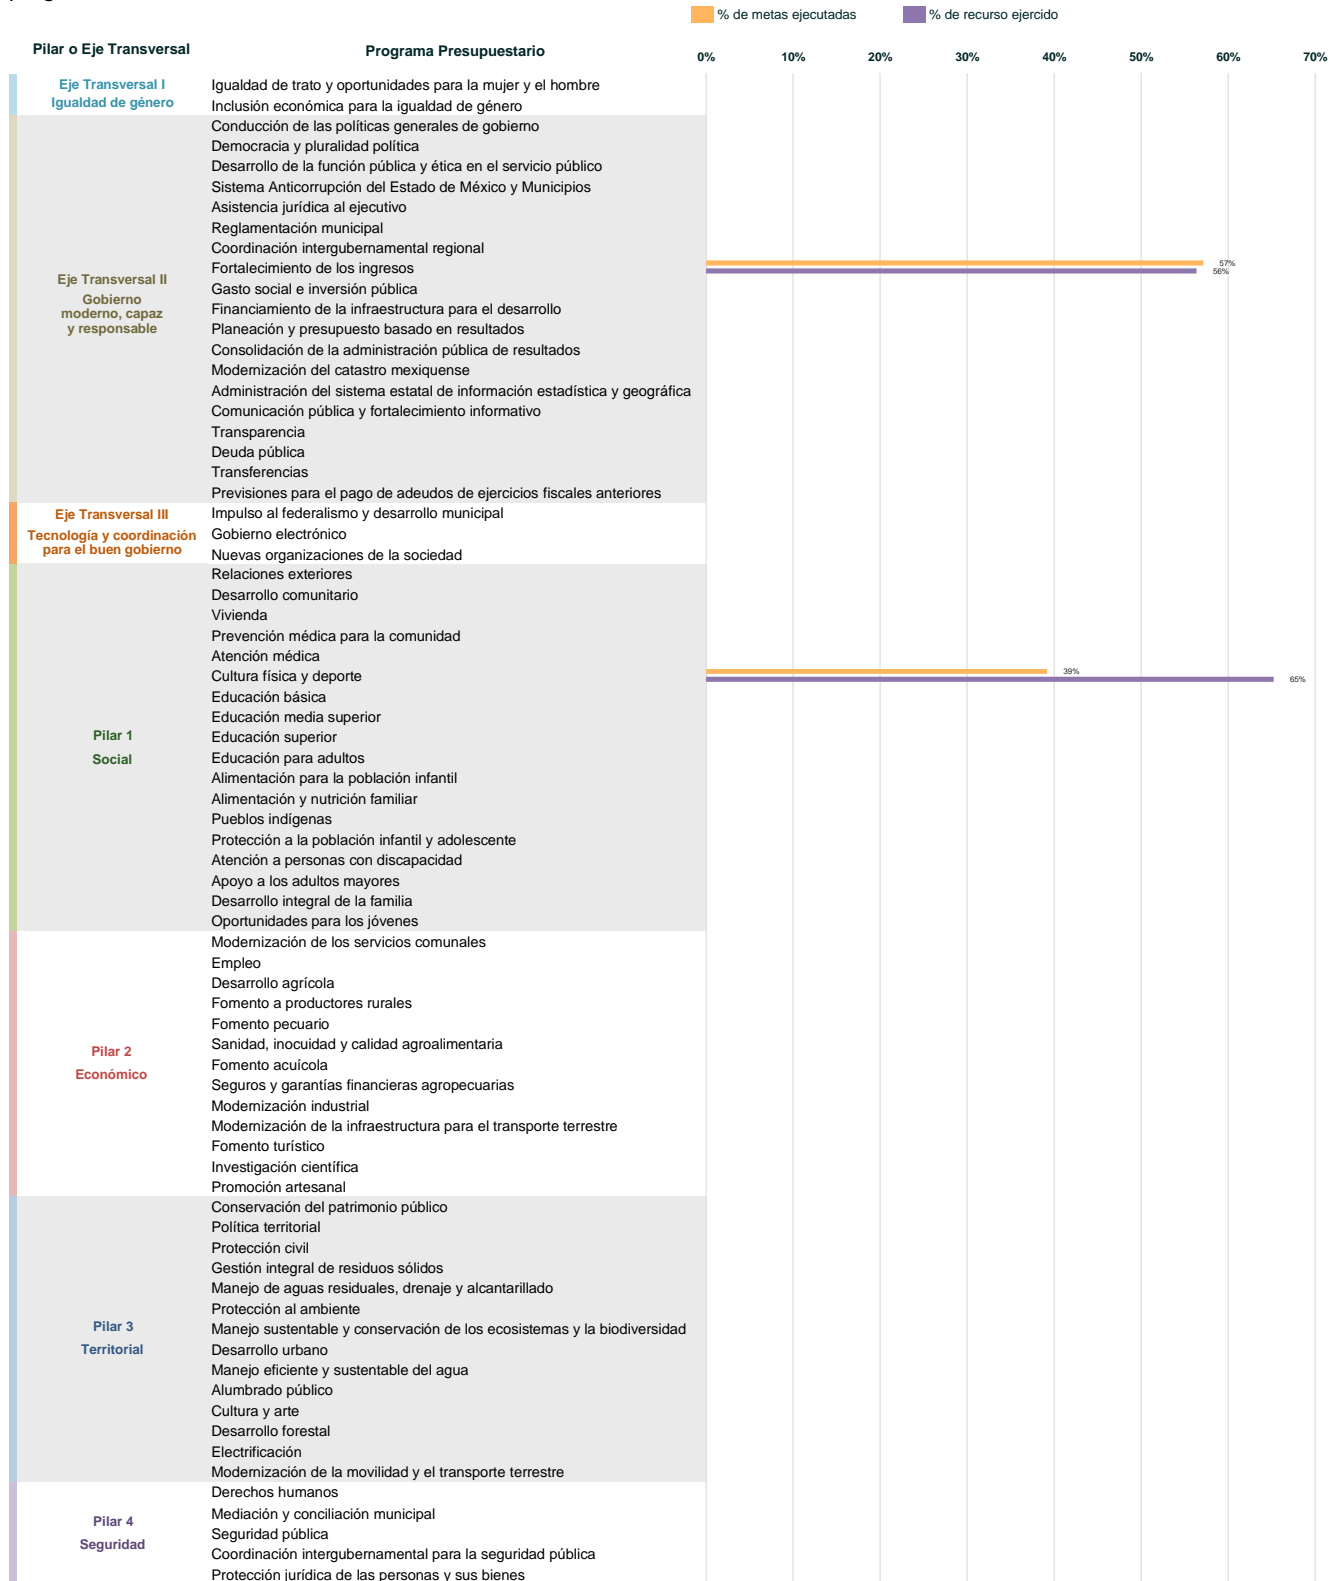 % de metas ejecutadas % de recurso ejercido
Pilar o Eje Transversal Programa Presupuestario 0% 10% 20% 30% 40% 50% 60% 70%
Eje Transversal I
Igualdad de género
Igualdad de trato y oportunidades para la mujer y el hombre
Inclusión económica para la igualdad de género
Eje Transversal II
Gobierno
moderno, capaz
y responsable
Conducción de las políticas generales de gobierno
Democracia y pluralidad política
Desarrollo de la función pública y ética en el servicio público
Sistema Anticorrupción del Estado de México y Municipios
Asistencia jurídica al ejecutivo
Reglamentación municipal
Coordinación intergubernamental regional
Fortalecimiento de los ingresos 57%
56%
Gasto social e inversión pública
Financiamiento de la infraestructura para el desarrollo
Planeación y presupuesto basado en resultados
Consolidación de la administración pública de resultados
Modernización del catastro mexiquense
Administración del sistema estatal de información estadística y geográfica
Comunicación pública y fortalecimiento informativo
Transparencia
Deuda pública
Transferencias
Previsiones para el pago de adeudos de ejercicios fiscales anteriores
Eje Transversal III
Tecnología y coordinación
para el buen gobierno
Impulso al federalismo y desarrollo municipal
Gobierno electrónico
Nuevas organizaciones de la sociedad
Pilar 1
Social
Relaciones exteriores
Desarrollo comunitario
Vivienda
Prevención médica para la comunidad
Atención médica
Cultura física y deporte 39%
65%
Educación básica
Educación media superior
Educación superior
Educación para adultos
Alimentación para la población infantil
Alimentación y nutrición familiar
Pueblos indígenas
Protección a la población infantil y adolescente
Atención a personas con discapacidad
Apoyo a los adultos mayores
Desarrollo integral de la familia
Oportunidades para los jóvenes
Pilar 2
Económico
Modernización de los servicios comunales
Empleo
Desarrollo agrícola
Fomento a productores rurales
Fomento pecuario
Sanidad, inocuidad y calidad agroalimentaria
Fomento acuícola
Seguros y garantías financieras agropecuarias
Modernización industrial
Modernización de la infraestructura para el transporte terrestre
Fomento turístico
Investigación científica
Promoción artesanal
Pilar 3
Territorial
Conservación del patrimonio público
Política territorial
Protección civil
Gestión integral de residuos sólidos
Manejo de aguas residuales, drenaje y alcantarillado
Protección al ambiente
Manejo sustentable y conservación de los ecosistemas y la biodiversidad
Desarrollo urbano
Manejo eficiente y sustentable del agua
Alumbrado público
Cultura y arte
Desarrollo forestal
Electrificación
Modernización de la movilidad y el transporte terrestre
Pilar 4
Seguridad
Derechos humanos
Mediación y conciliación municipal
Seguridad pública
Coordinación intergubernamental para la seguridad pública
Protección jurídica de las personas y sus bienes